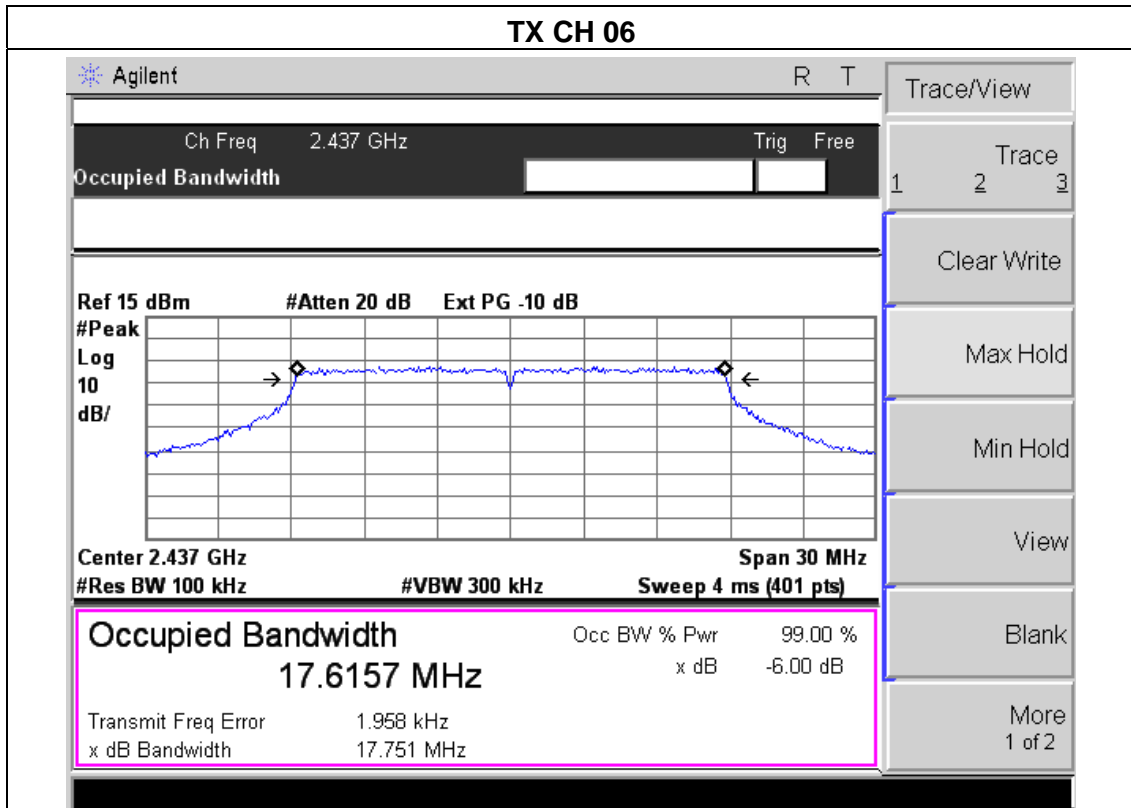 TX CH 06
Agilent R T
Trace/View
Ch Freq 2.437 GHz Trig Free
Occupied Bandwidth
Trace
1 2 3
Clear Write
Ref 15 dBm #Atten 20 dB Ext PG -10 dB
#Peak
Log
10
dB/
Max Hold
Min Hold
View
Center 2.437 GHz Span 30 MHz
#Res BW 100 kHz #VBW 300 kHz Sweep 4 ms (401 pts)
Occupied Bandwidth Occ BW % Pwr 99.00 %
17.6157 MHz x dB -6.00 dB
Blank
Transmit Freq Error 1.958 kHz
x dB Bandwidth 17.751 MHz
More
1 of 2